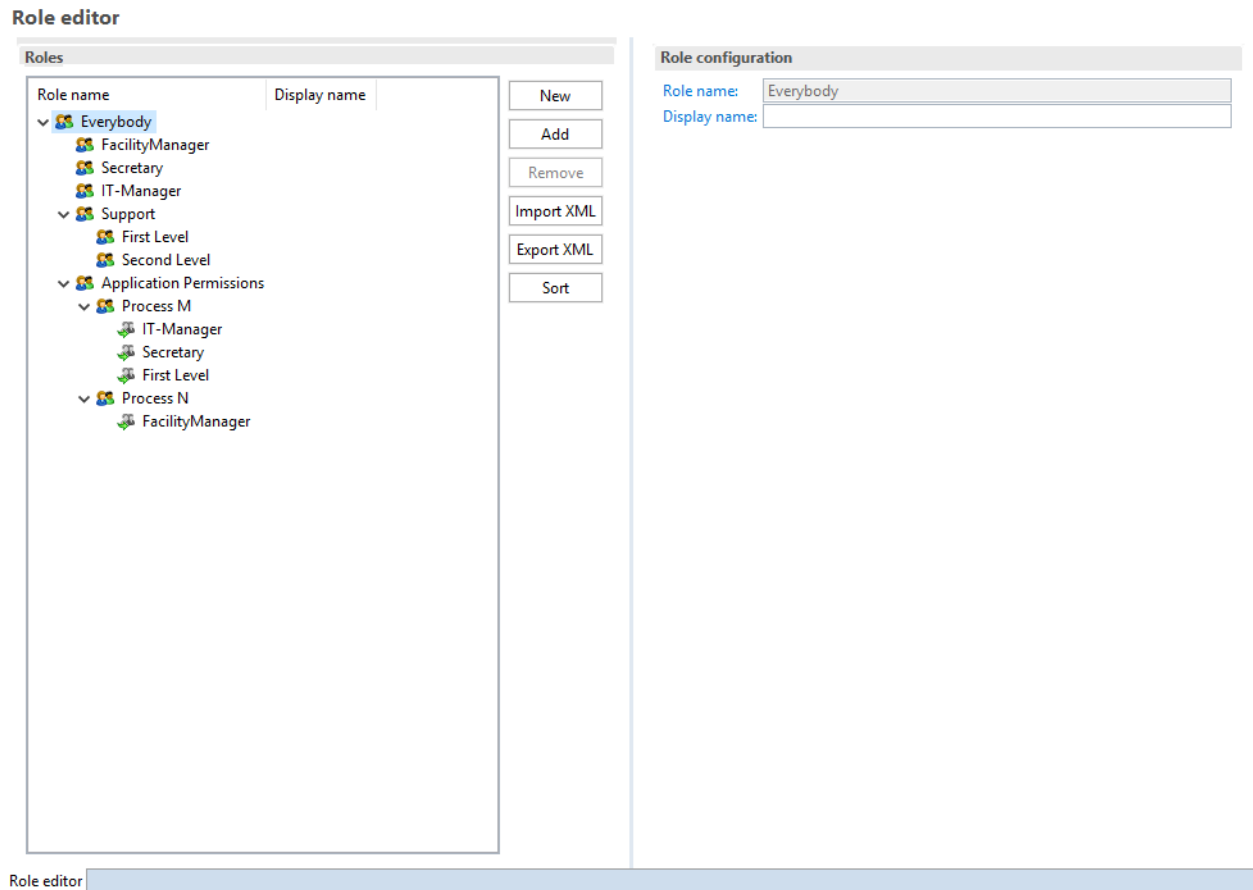 Role editor
Roles
Role name Display name
Everybody
FacilityManager
Secretary
IT-Manager
Support
First Level
Second Level
Application Permissions
Process M
IT-Manager
Secretary
First Level
Process N
FacilityManager
New
Add
Remove
Import XML
Export XML
Sort
Role configuration
Role name: Everybody
Display name:
Role editor